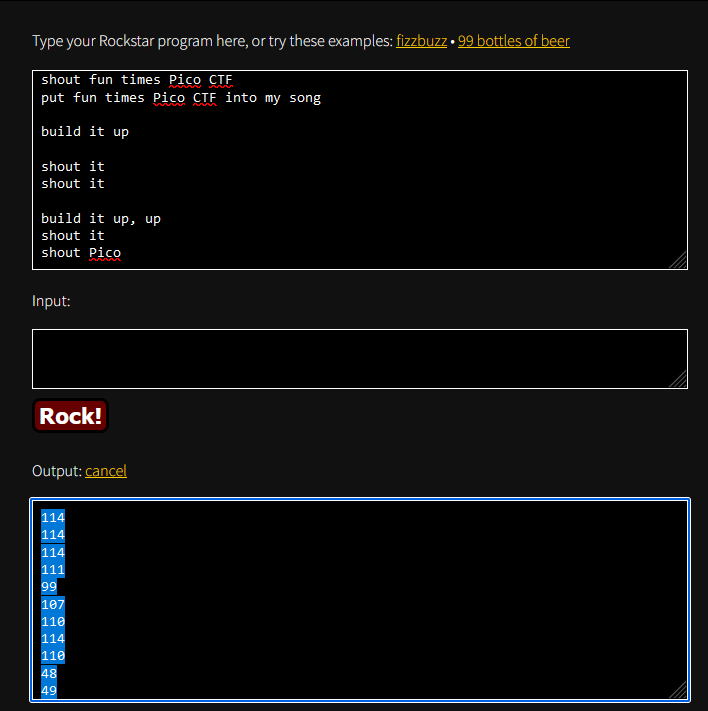 Type your Rockstar program here, or try these examples: fizzbuzz • 99 bottles of beer
shout fun times Pico CTF
put fun times Pico CTF into my song
build it up
shout it
shout it
build it up, up
shout it
shout Pico
Input:
Rock!
Output: cancel
114
114
114
111
99
107
110
114
110
48
49